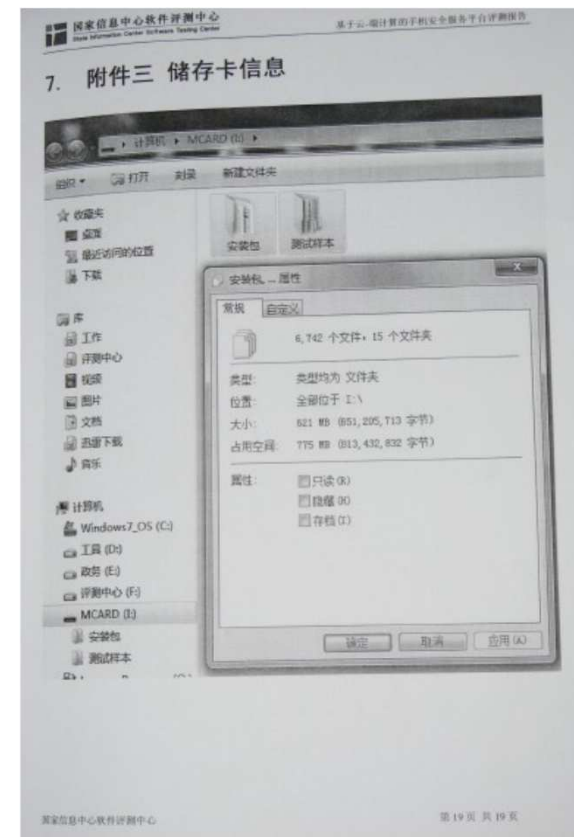 国家信息中心软件评测中心
State Information Center Software Testing Center
基于云-端计算的手机安全服务平台评测报告
7. 附件三 储存卡信息
计算机 ▸ MCARD (I:) ▸
组织 打开 刻录 新建文件夹
收藏夹
桌面
最近访问的位置
下载
库
工作
评测中心
视频
图片
文档
迅雷下载
音乐
计算机
Windows7_OS (C:)
工具 (D:)
政务 (E:)
评测中心 (F:)
MCARD (I:)
安装包
测试样本
安装包
测试样本
安装包, ... 属性
常规 自定义
6,742 个文件, 15 个文件夹
类型: 类型均为 文件夹
位置: 全部位于 I:\
大小: 621 MB (651,205,713 字节)
占用空间: 775 MB (813,432,832 字节)
属性: 只读(R)
隐藏(H)
存档(I)
确定 取消 应用(A)
国家信息中心软件评测中心
第 19 页 共 19 页